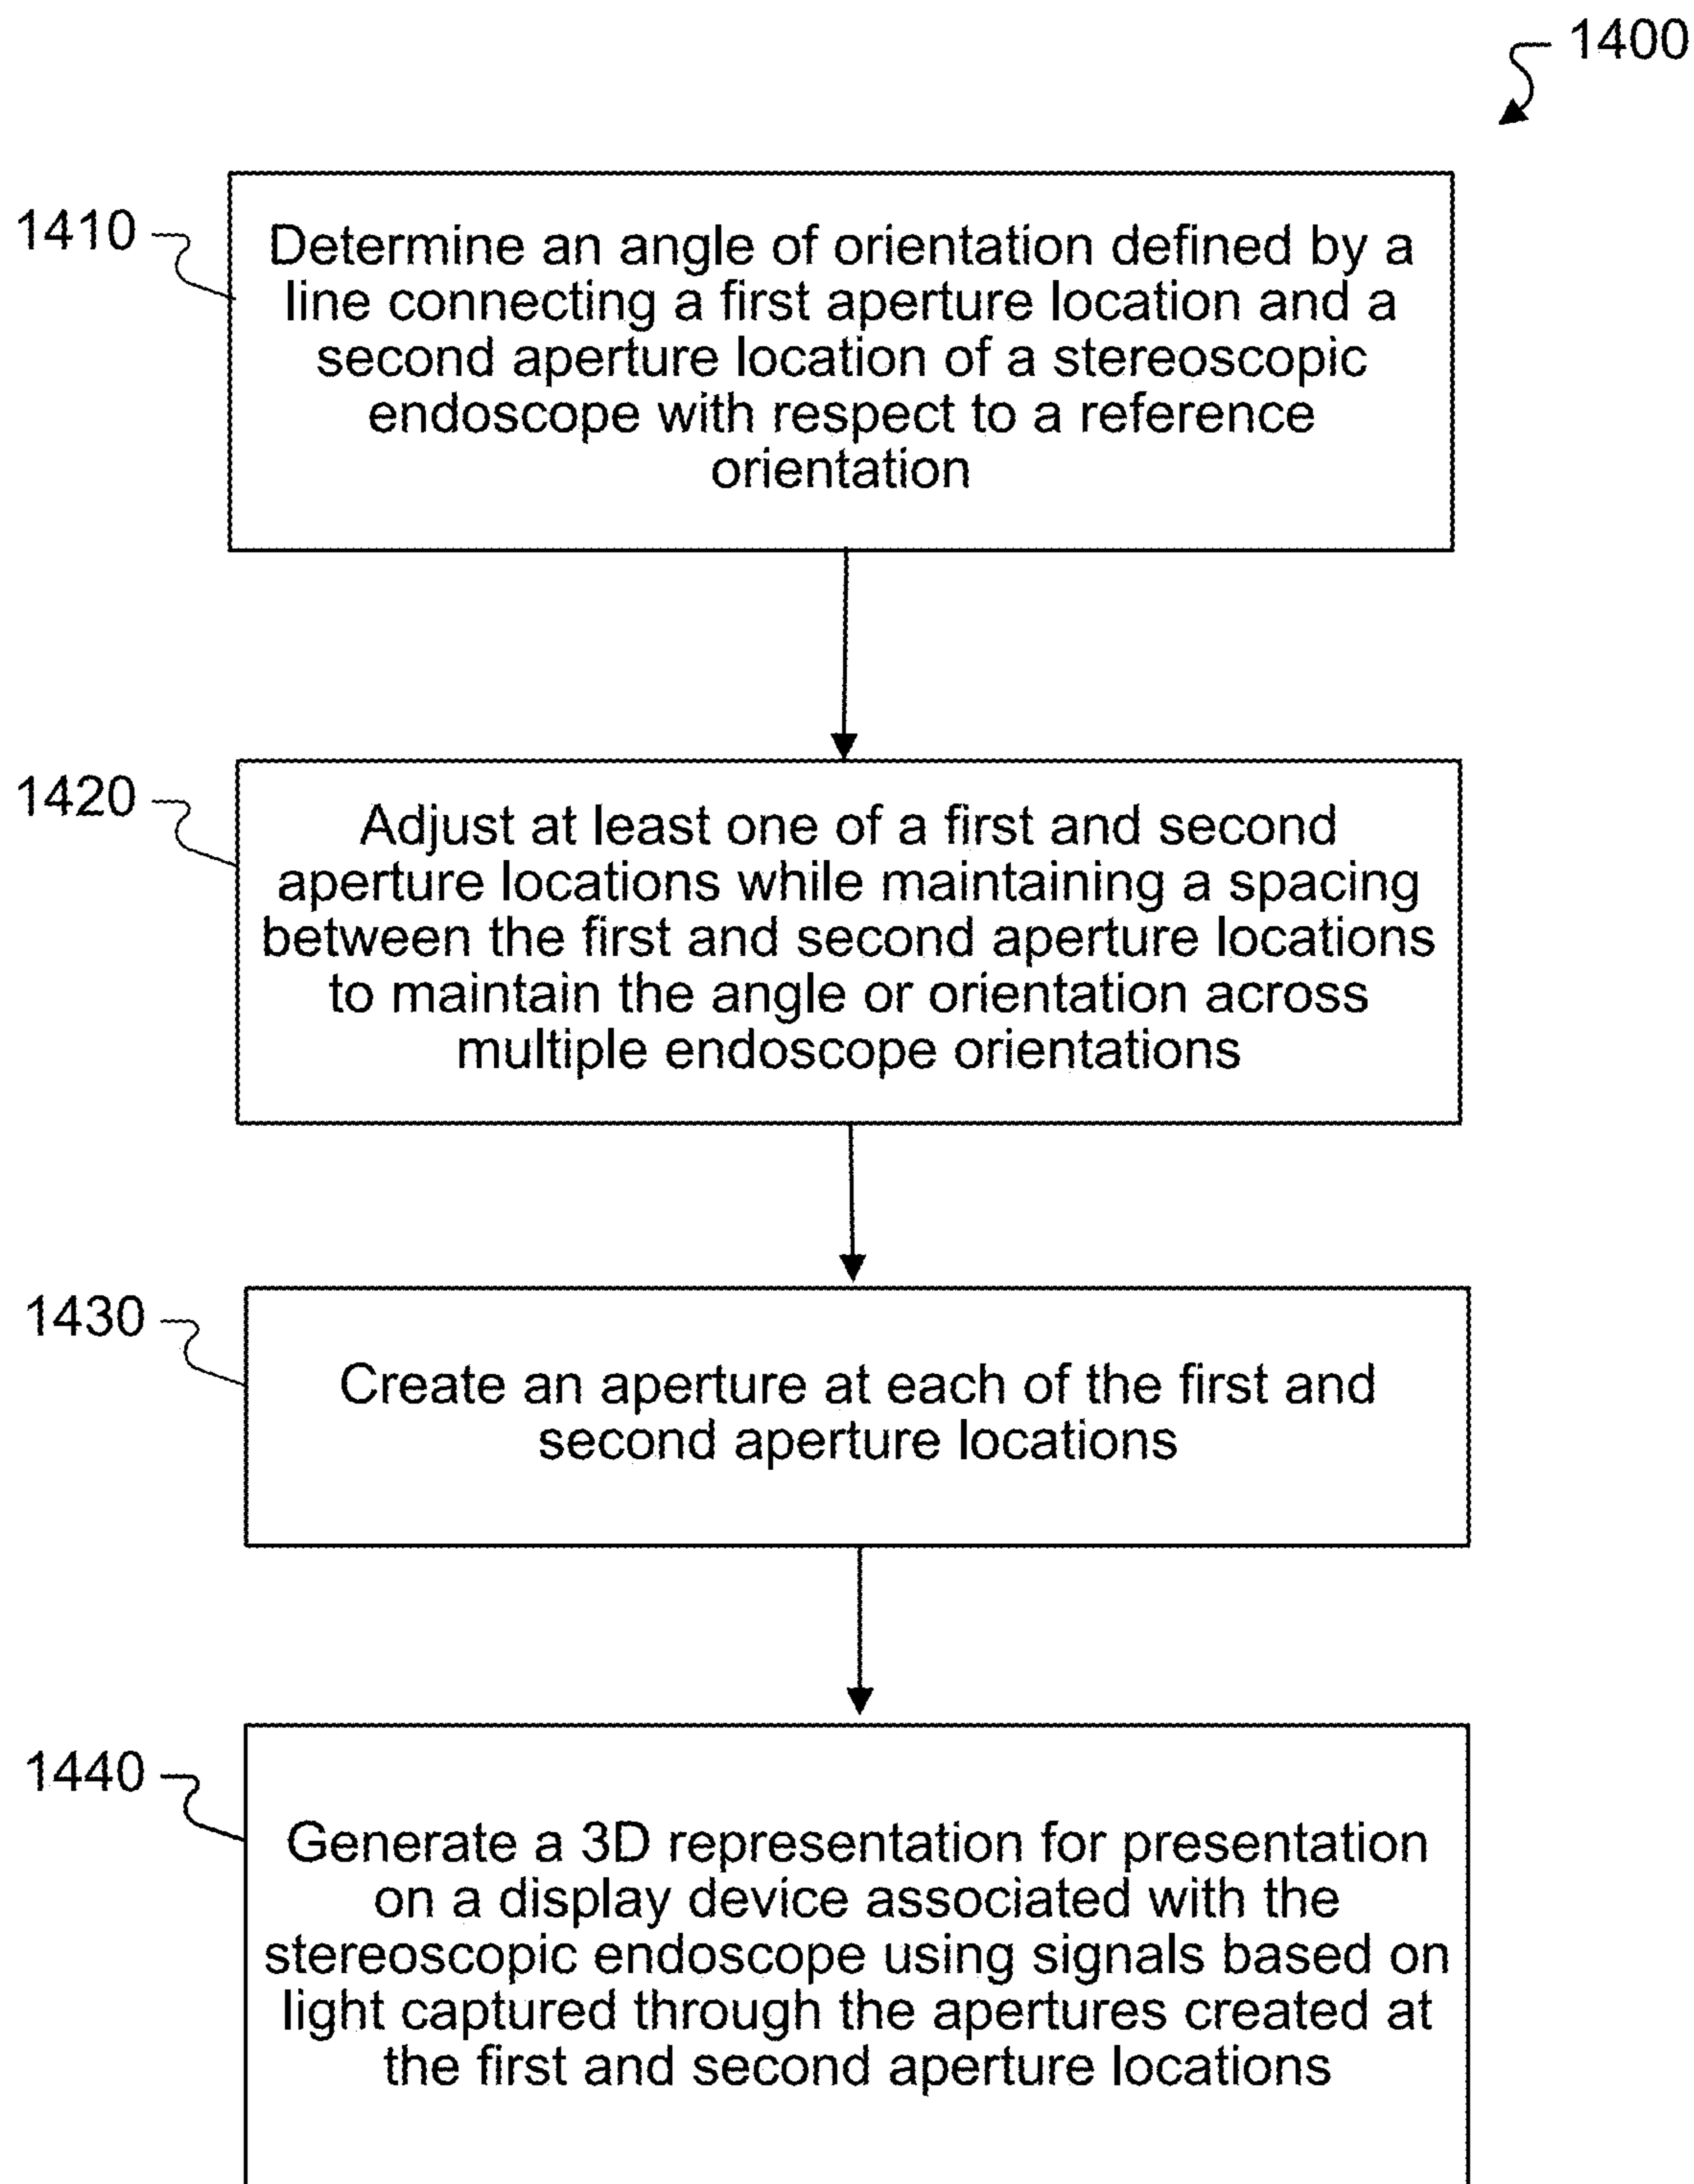 1400
1410
Determine an angle of orientation defined by a
line connecting a first aperture location and a
second aperture location of a stereoscopic
endoscope with respect to a reference
orientation
1420
Adjust at least one of a first and second
aperture locations while maintaining a spacing
between the first and second aperture locations
to maintain the angle or orientation across
multiple endoscope orientations
1430
Create an aperture at each of the first and
second aperture locations
1440
Generate a 3D representation for presentation
on a display device associated with the
stereoscopic endoscope using signals based on
light captured through the apertures created at
the first and second aperture locations